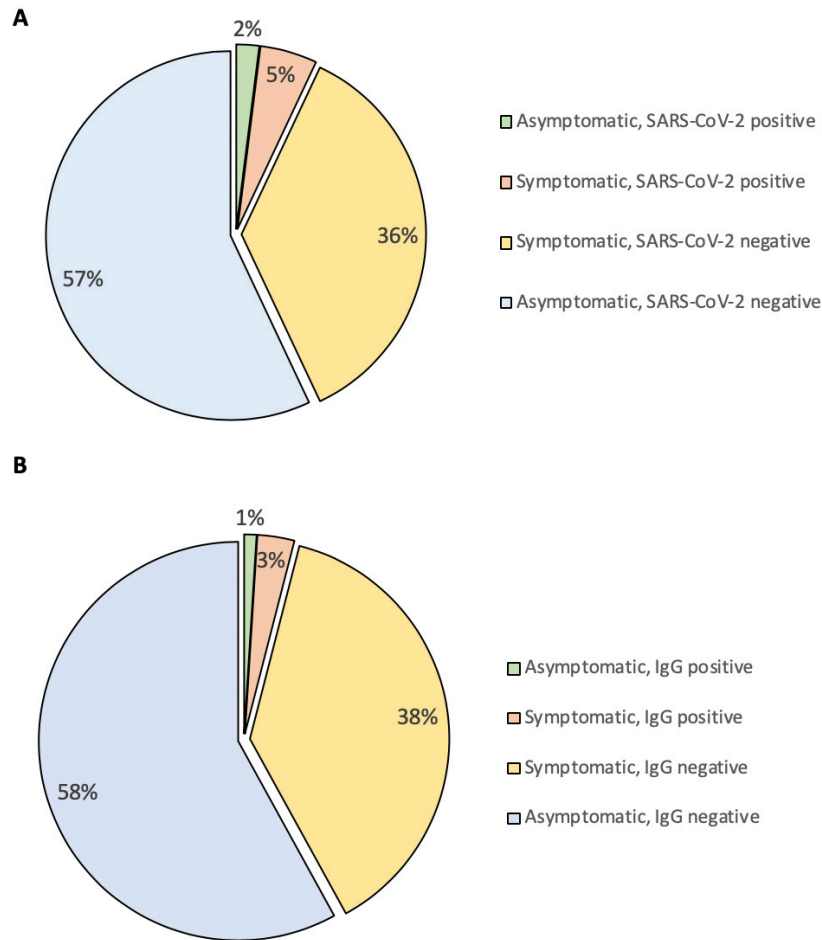 A
2%
5%
36%
57%
Asymptomatic, SARS-CoV-2 positive
Symptomatic, SARS-CoV-2 positive
Symptomatic, SARS-CoV-2 negative
Asymptomatic, SARS-CoV-2 negative
B
1%
3%
38%
58%
Asymptomatic, IgG positive
Symptomatic, IgG positive
Symptomatic, IgG negative
Asymptomatic, IgG negative